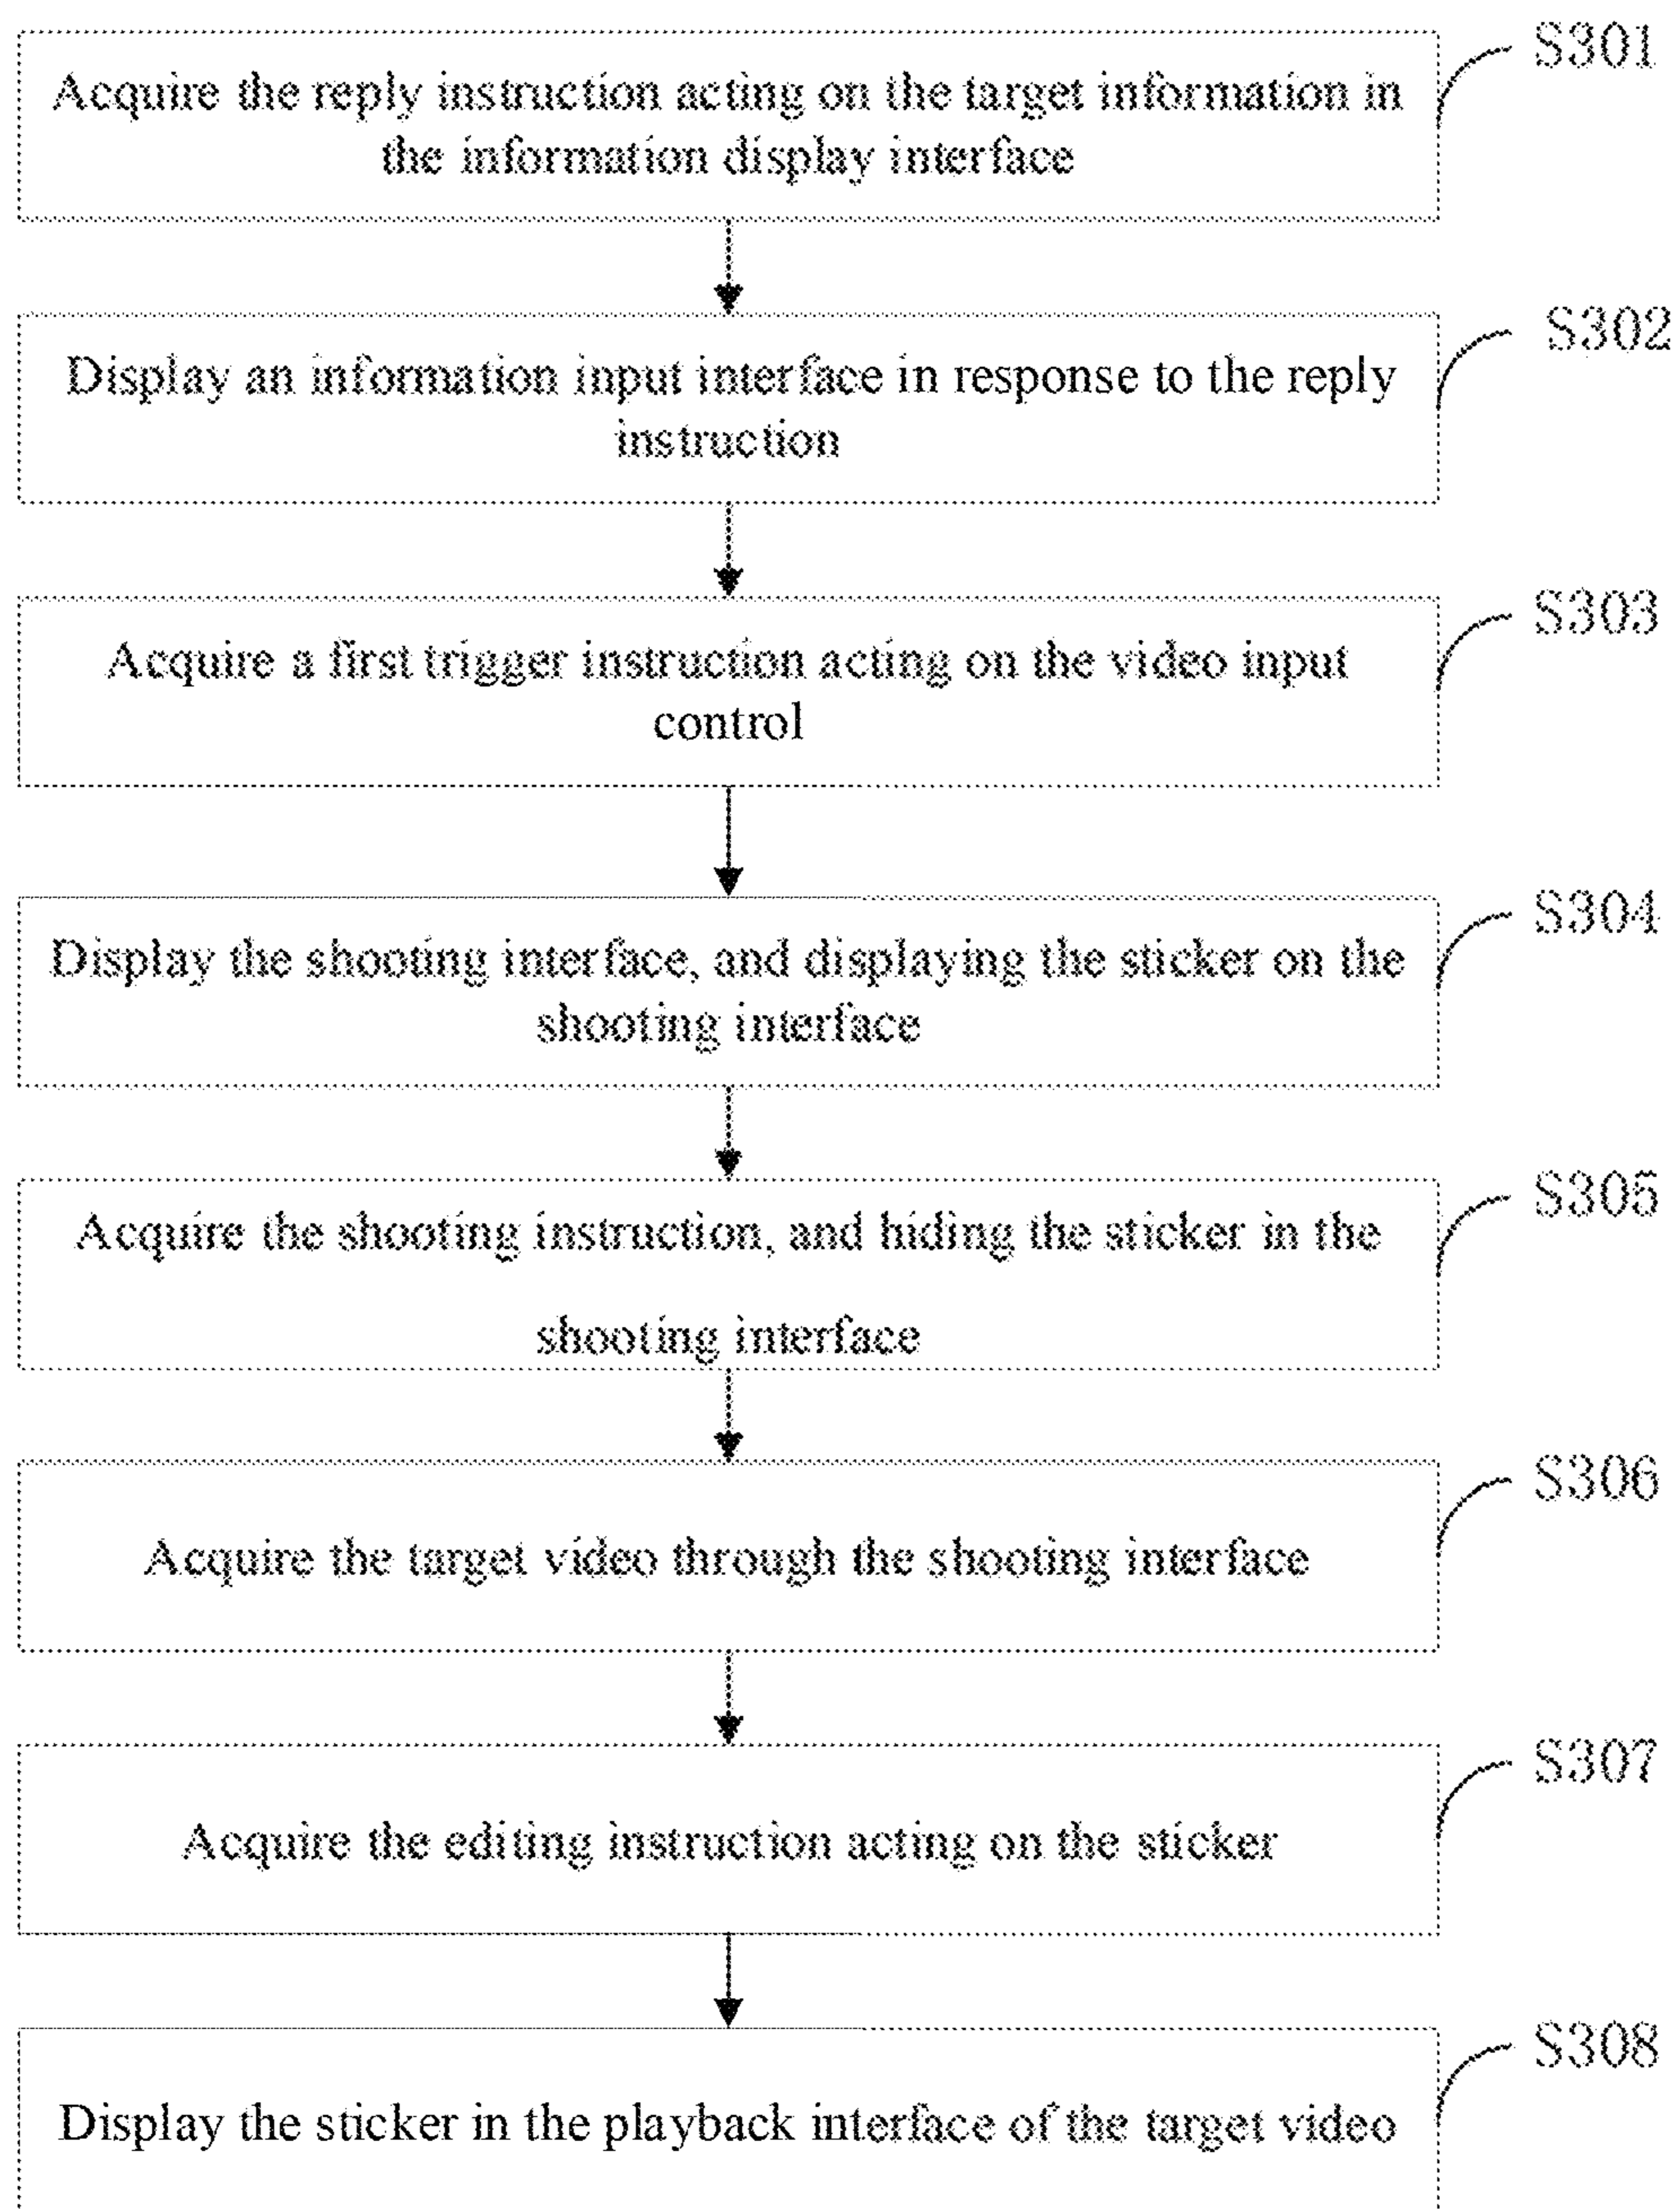 S301
Acquire the reply instruction acting on the target information in
the information display interface
S302
Display an information input interface in response to the reply
instruction
S303
Acquire a first trigger instruction acting on the video input
control
S304
Display the shooting interface, and displaying the sticker on the
shooting interface
S305
Acquire the shooting instruction, and hiding the sticker in the
shooting interface
S306
Acquire the target video through the shooting interface
S307
Acquire the editing instruction acting on the sticker
S308
Display the sticker in the playback interface of the target video